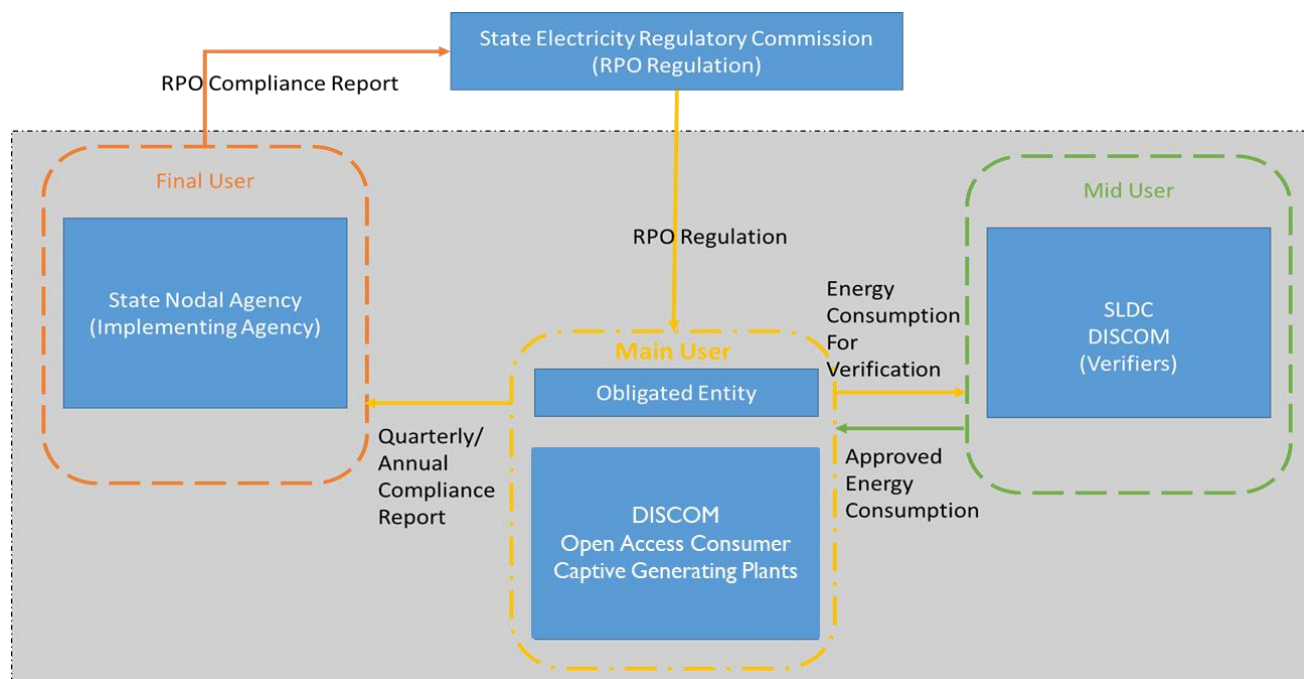 State Electricity Regulatory Commission
(RPO Regulation)
RPO Compliance Report
Final User
State Nodal Agency
(Implementing Agency)
RPO Regulation
Mid User
SLDC
DISCOM
(Verifiers)
Energy
Consumption
For
Verification
Main User
Obligated Entity
Quarterly/
Annual
Compliance
Report
Approved
Energy
Consumption
DISCOM
Open Access Consumer
Captive Generating Plants